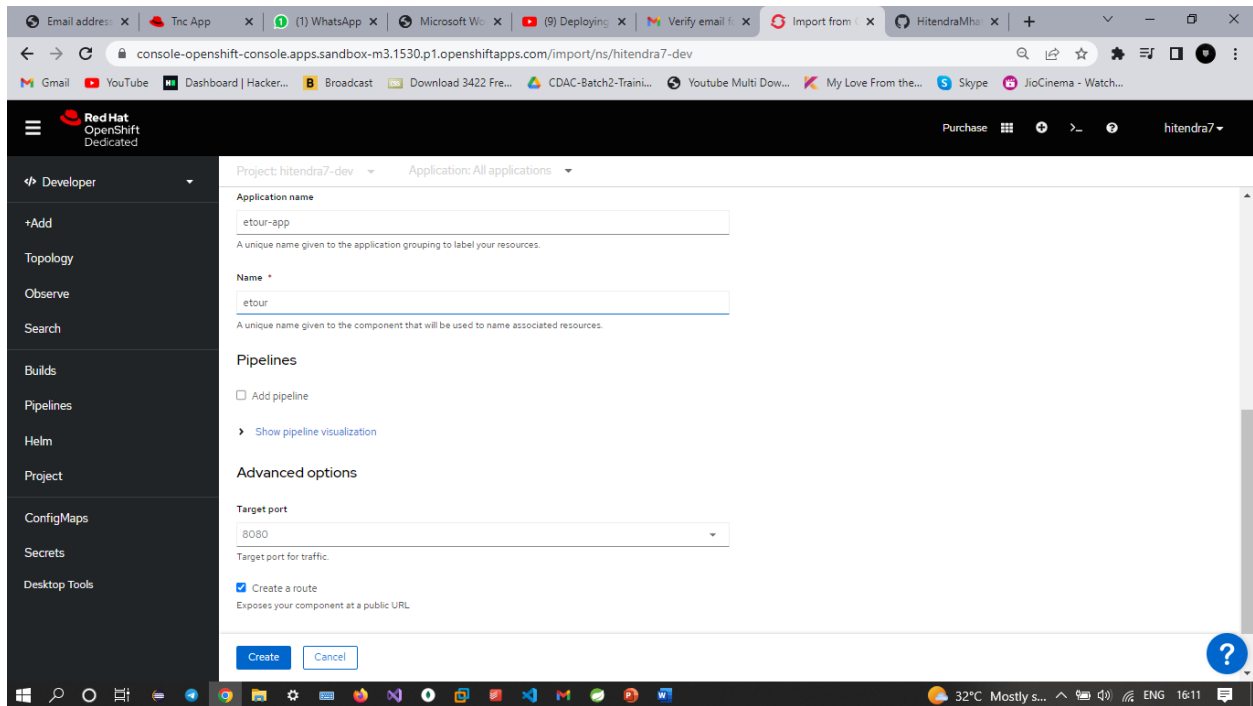 Email address
Tnc App
(1) WhatsApp
Microsoft Wo
(9) Deploying
Verify email f
Import from
HitendraMhat
console-openshift-console.apps.sandbox-m3.1530.p1.openshiftapps.com/import/ns/hitendra7-dev
Gmail
YouTube
Dashboard | Hacker...
Broadcast
Download 3422 Fre...
CDAC-Batch2-Traini...
Youtube Multi Dow...
My Love From the...
Skype
JioCinema - Watch...
Red Hat
OpenShift
Dedicated
Purchase
hitendra7
Developer
+Add
Topology
Observe
Search
Builds
Pipelines
Helm
Project
ConfigMaps
Secrets
Desktop Tools
Project: hitendra7-dev
Application: All applications
Application name
etour-app
A unique name given to the application grouping to label your resources.
Name *
etour
A unique name given to the component that will be used to name associated resources.
Pipelines
Add pipeline
Show pipeline visualization
Advanced options
Target port
8080
Target port for traffic.
Create a route
Exposes your component at a public URL
Create
Cancel
?
32°C Mostly s...
ENG
16:11